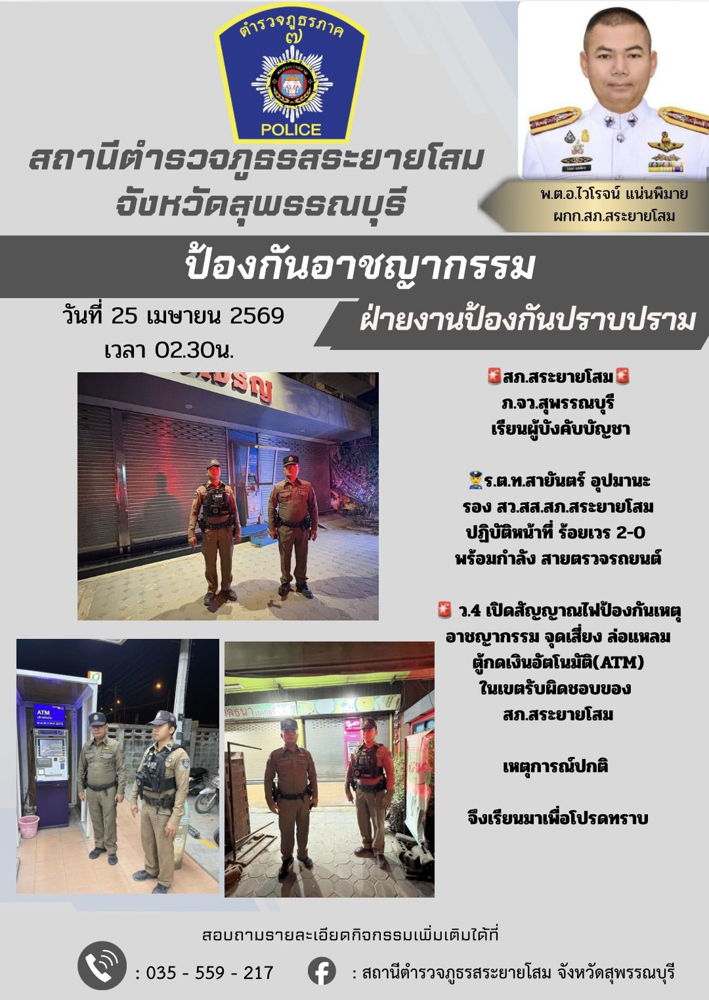 ตำรวจภูธรภาค
๗
POLICE
สถานีตำรวจภูธรสระยายโสม
จังหวัดสุพรรณบุรี
พ.ต.อ.ไวโรจน์ แน่นพิมาย
ผกก.สภ.สระยายโสม
ป้องกันอาชญากรรม
วันที่ 25 เมษายน 2569
เวลา 02.30น.
ฝ่ายงานป้องกันปราบปราม
🚨สภ.สระยายโสม🚨
ภ.จว.สุพรรณบุรี
เรียนผู้บังคับบัญชา
👮ร.ต.ท.สายันตร์ อุปมานะ
รอง สว.สส.สภ.สระยายโสม
ปฏิบัติหน้าที่ ร้อยเวร 2-0
พร้อมกำลัง สายตรวจรถยนต์
🚨 ว.4 เปิดสัญญาณไฟป้องกันเหตุ
อาชญากรรม จุดเสี่ยง ล่อแหลม
ตู้กดเงินอัตโนมัติ(ATM)
ในเขตรับผิดชอบของ
สภ.สระยายโสม
เหตุการณ์ปกติ
จึงเรียนมาเพื่อโปรดทราบ
ATM
ATM
เบเกอรี่
สอบถามรายละเอียดกิจกรรมเพิ่มเติมได้ที่
: 035 - 559 - 217
: สถานีตำรวจภูธรสระยายโสม จังหวัดสุพรรณบุรี